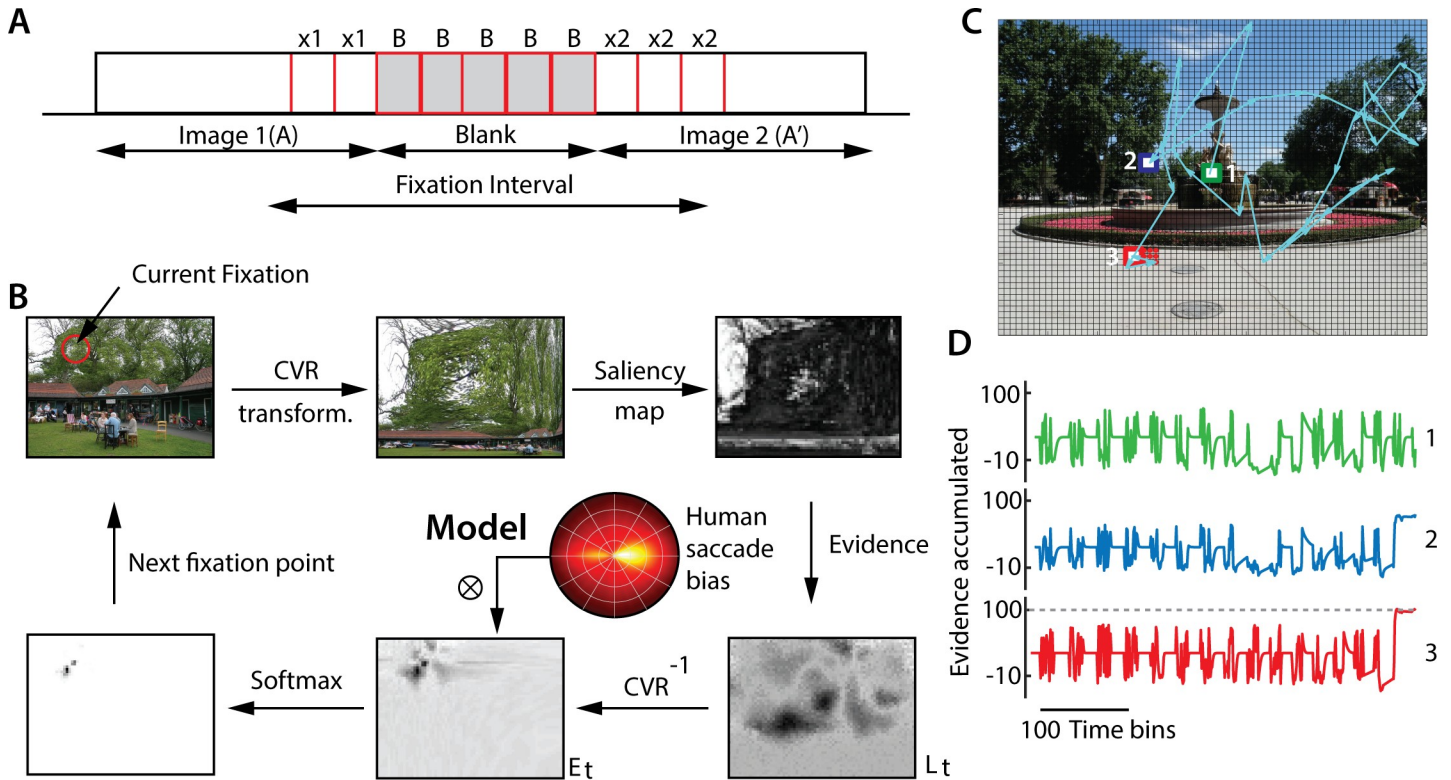 A
x1 x1 B B B B B x2 x2 x2
Image 1(A)
Blank
Image 2 (A′)
Fixation Interval
B
Current Fixation
CVR
transform.
Saliency
map
Evidence
Model
Human
saccade
bias
⊗
Next fixation point
Softmax
CVR-1
Et
Lt
C
2
1
3
D
Evidence accumulated
100
-10
1
100
-10
2
100
-10
3
100 Time bins